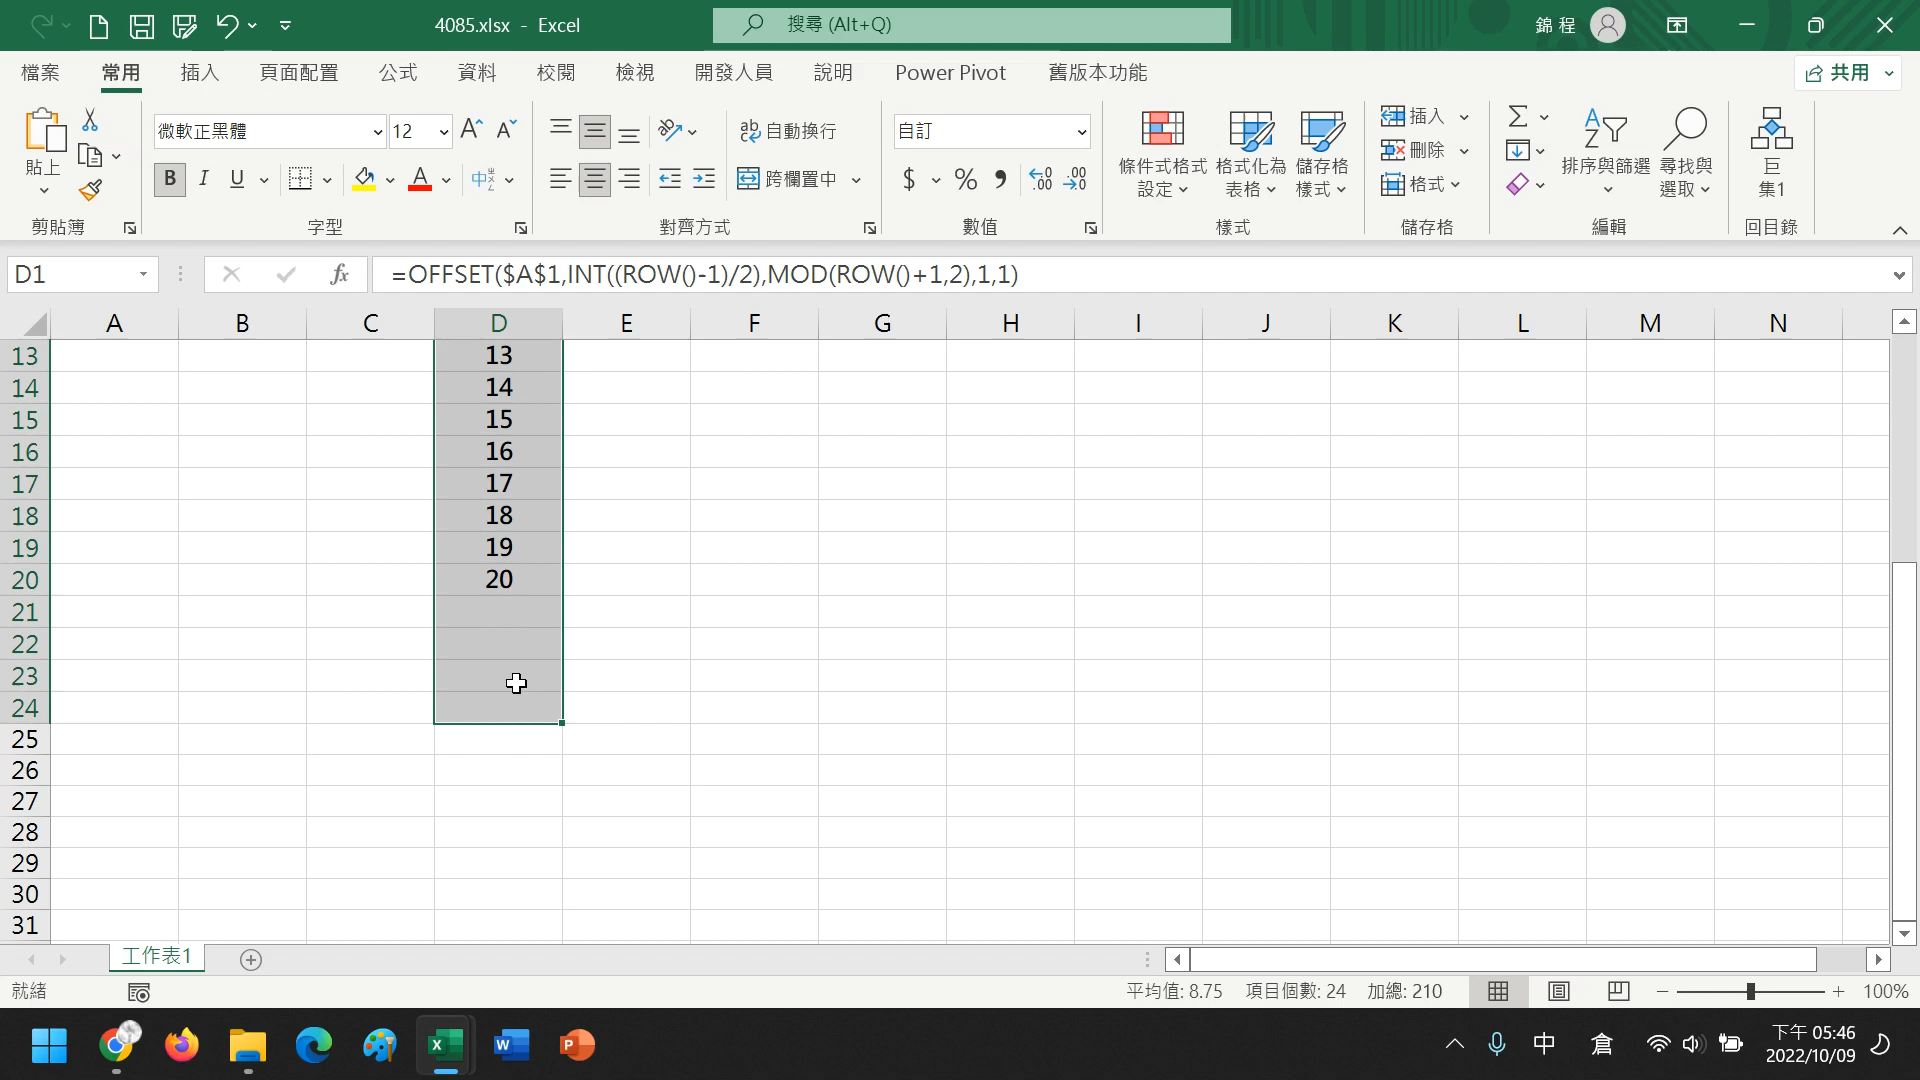 4085.xlsx - Excel
搜尋 (Alt+Q)
錦 程
檔案 常用 插入 頁面配置 公式 資料 校閱 檢視 開發人員 說明 Power Pivot 舊版本功能
共用
貼上
剪貼簿
微軟正黑體 12
B I U
字型
自動換行
跨欄置中
對齊方式
自訂
$ %
數值
條件式格式設定
格式化為表格
儲存格樣式
樣式
插入
刪除
格式
儲存格
排序與篩選
尋找與選取
編輯
巨集1
回目錄
D1
fx
=OFFSET($A$1,INT((ROW()-1)/2),MOD(ROW()+1,2),1,1)
A B C D E F G H I J K L M N
13 13
14 14
15 15
16 16
17 17
18 18
19 19
20 20
21
22
23
24
25
26
27
28
29
30
31
工作表1
就緒
平均值: 8.75 項目個數: 24 加總: 210
100%
中 倉
下午 05:46
2022/10/09